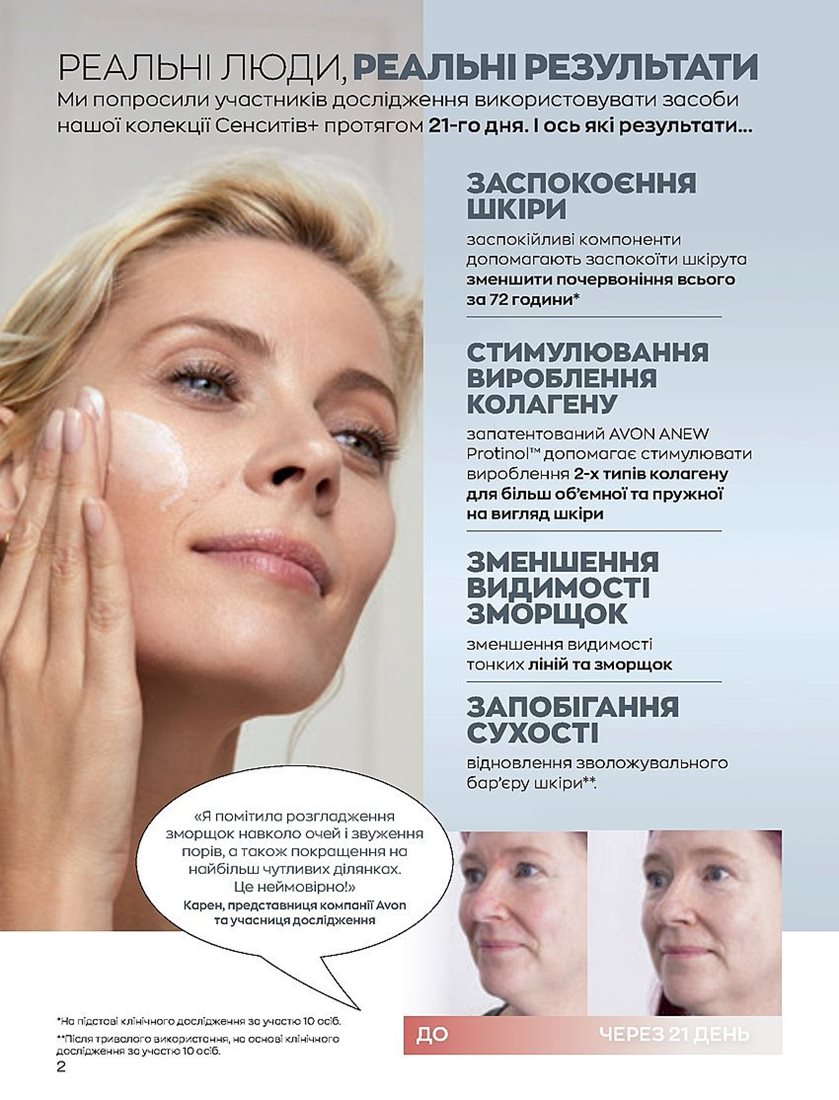 РЕАЛЬНІ ЛЮДИ, РЕАЛЬНІ РЕЗУЛЬТАТИ
Ми попросили учасників дослідження використовувати засоби
нашої колекції Сенситів+ протягом 21-го дня. І ось які результати...
ЗАСПОКОЄННЯ
ШКІРИ
заспокійливі компоненти
допомагають заспокоїти шкірута
зменшити почервоніння всього
за 72 години*
СТИМУЛЮВАННЯ
ВИРОБЛЕННЯ
КОЛАГЕНУ
запатентований AVON ANEW
Protinol™ допомагає стимулювати
вироблення 2-х типів колагену
для більш об’ємної та пружної
на вигляд шкіри
ЗМЕНШЕННЯ
ВИДИМОСТІ
ЗМОРЩОК
зменшення видимості
тонких ліній та зморщок
ЗАПОБІГАННЯ
СУХОСТІ
відновлення зволожувального
бар’єру шкіри**.
«Я помітила розгладження
зморщок навколо очей і звуження
порів, а також покращення на
найбільш чутливих ділянках.
Це неймовірно!»
Карен, представниця компанії Avon
та учасниця дослідження
ДО
ЧЕРЕЗ 21 ДЕНЬ
*На підставі клінічного дослідження за участю 10 осіб.
**Після тривалого використання, на основі клінічного
дослідження за участю 10 осіб.
2